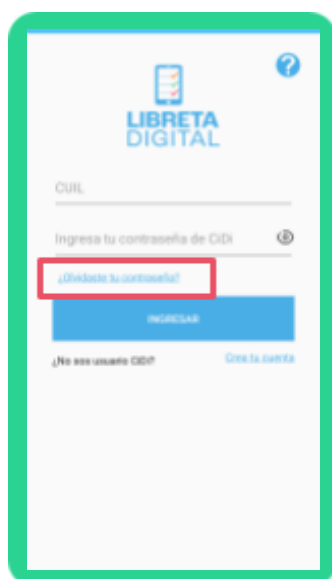 ?
LIBRETA
DIGITAL
CUIL
Ingresa tu contraseña de CiDi
¿Olvidaste tu contraseña?
INGRESAR
¿No sos usuario CiDi? Crea tu cuenta